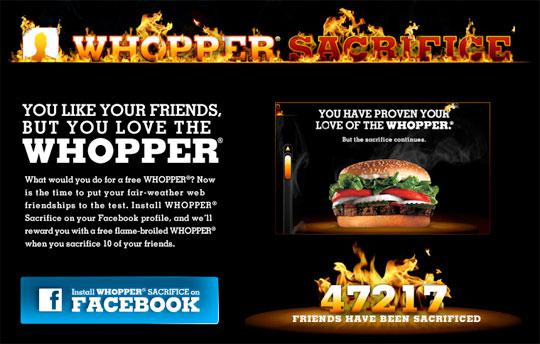 WHOPPER® SACRIFICE
YOU LIKE YOUR FRIENDS,
BUT YOU LOVE THE
WHOPPER®
What would you do for a free WHOPPER®? Now
is the time to put your fair-weather web
friendships to the test. Install WHOPPER®
Sacrifice on your Facebook profile, and we'll
reward you with a free flame-broiled WHOPPER®
when you sacrifice 10 of your friends.
Install WHOPPER® SACRIFICE on
f FACEBOOK
YOU HAVE PROVEN YOUR
LOVE OF THE WHOPPER.®
But the sacrifice continues.
47217
FRIENDS HAVE BEEN SACRIFICED